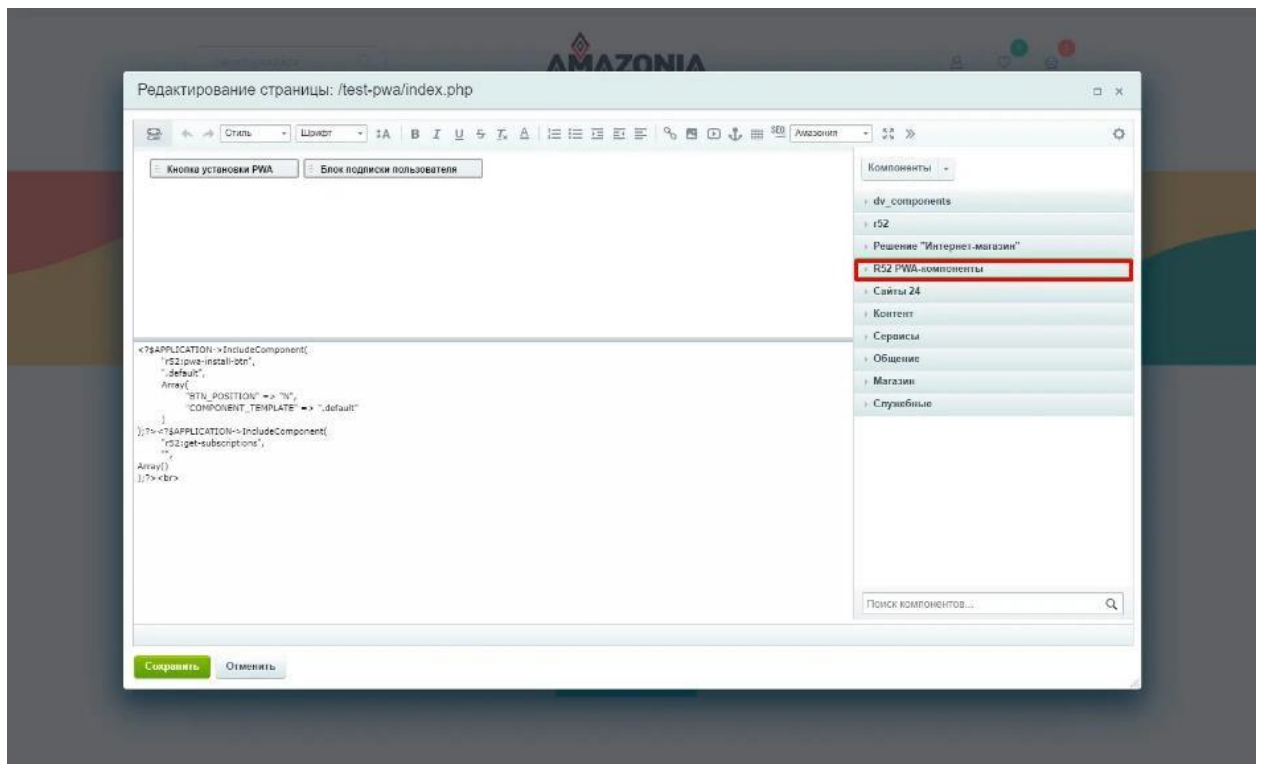 AMAZONIA
Редактирование страницы: /test-pwa/index.php
Стиль Шрифт SEO Амазония
Кнопка установки PWA Блок подписки пользователя
Компоненты
dv_components
r52
Решение "Интернет-магазин"
R52 PWA-компоненты
Сайты 24
Контент
Сервисы
Общение
Магазин
Служебные
<?$APPLICATION->IncludeComponent(
"r52:pwa-install-btn",
".default",
Array(
"BTN_POSITION" => "N",
"COMPONENT_TEMPLATE" => ".default"
)
);?><?$APPLICATION->IncludeComponent(
"r52:get-subscriptions",
"",
Array()
);?><br>
Поиск компонентов...
Сохранить Отменить